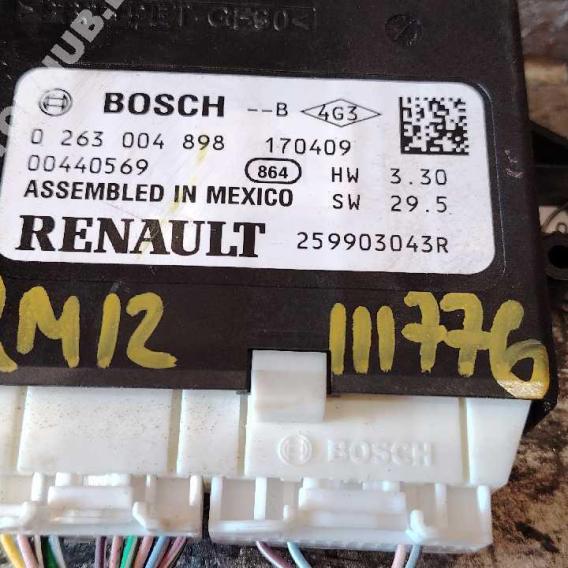 BOSCH --B 4G3
0 263 004 898 170409
00440569 864 HW 3.30
ASSEMBLED IN MEXICO SW 29.5
RENAULT 259903043R
RM12 111776
BOSCH